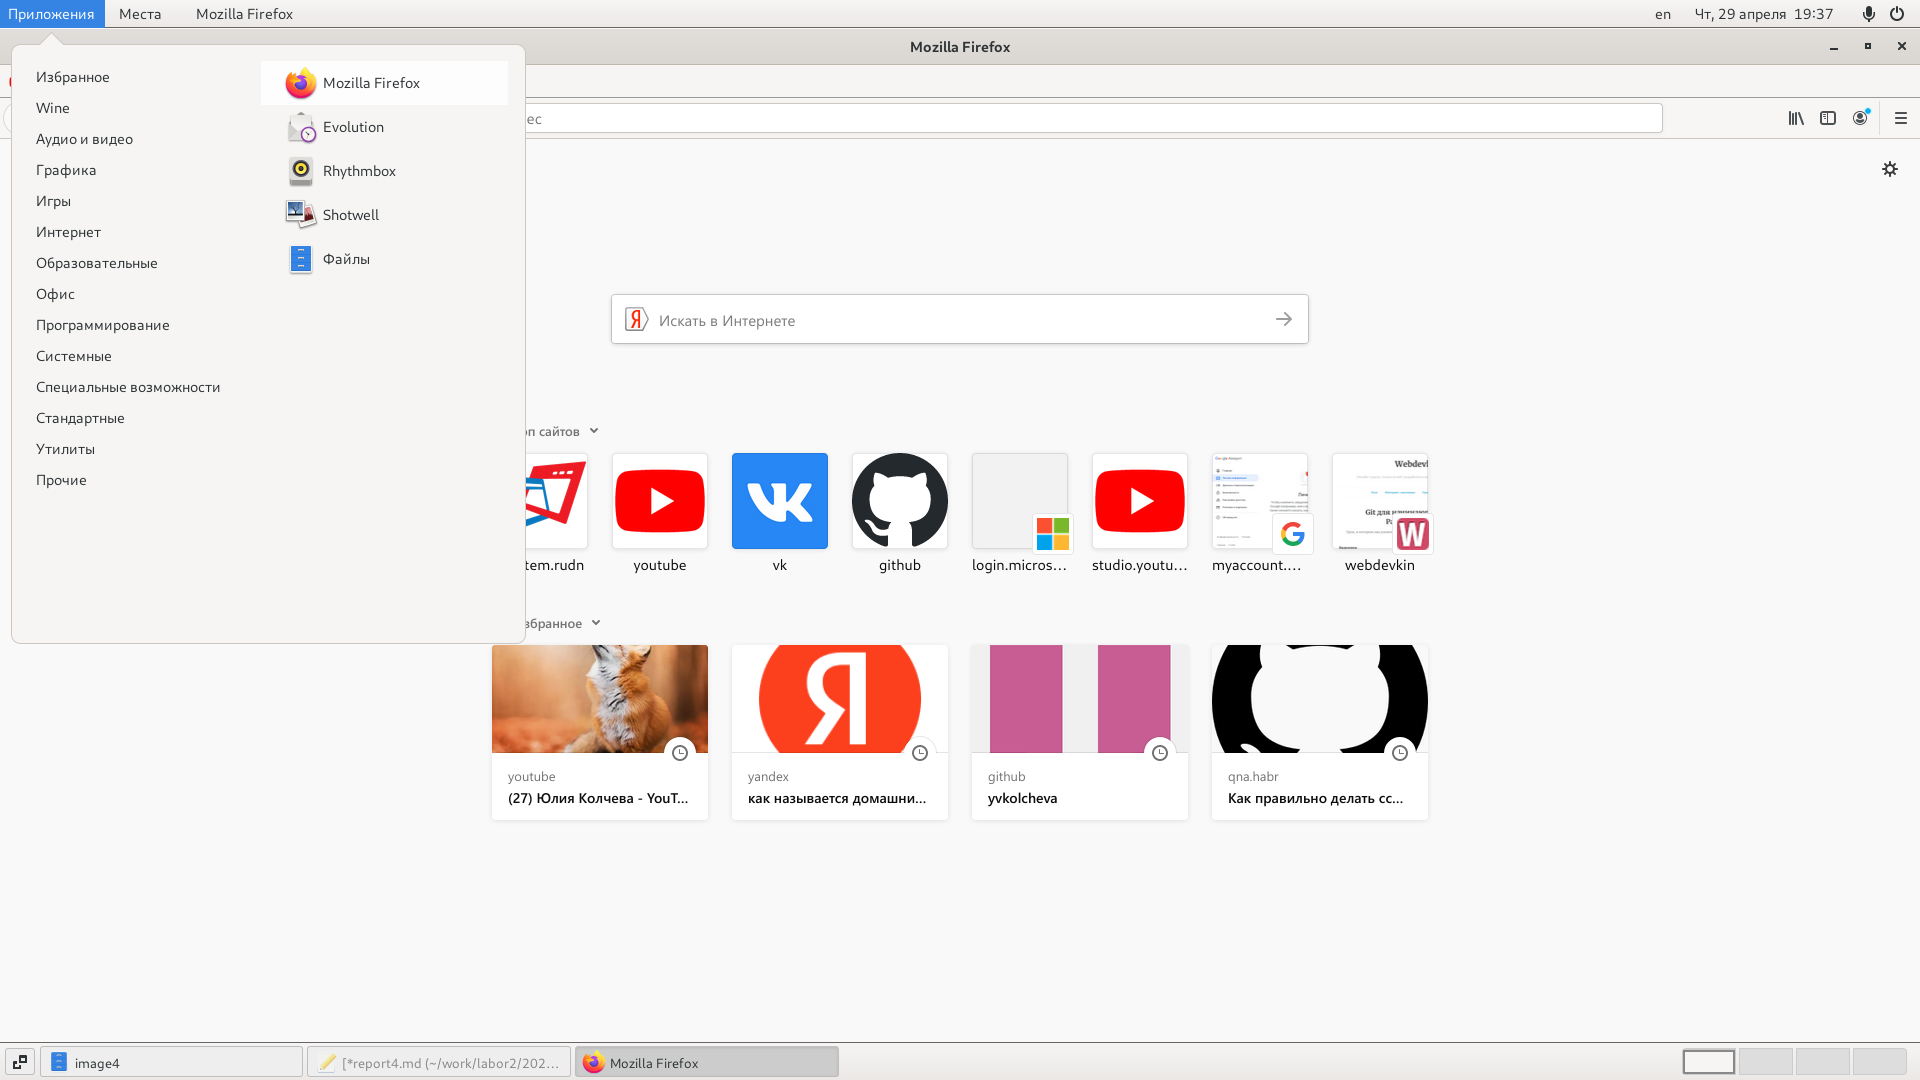 Приложения Места Mozilla Firefox en Чт, 29 апреля 19:37
Mozilla Firefox
Избранное
Wine
Аудио и видео
Графика
Игры
Интернет
Образовательные
Офис
Программирование
Системные
Специальные возможности
Стандартные
Утилиты
Прочие
Mozilla Firefox
Evolution
Rhythmbox
Shotwell
Файлы
ес
Я Искать в Интернете
оп сайтов
tem.rudn youtube vk github login.micros... studio.youtu... myaccount.... webdevkin
збранное
youtube
(27) Юлия Колчева - YouT...
yandex
как называется домашни...
github
yvkolcheva
qna.habr
Как правильно делать сс...
image4
[*report4.md (~/work/labor2/202...
Mozilla Firefox